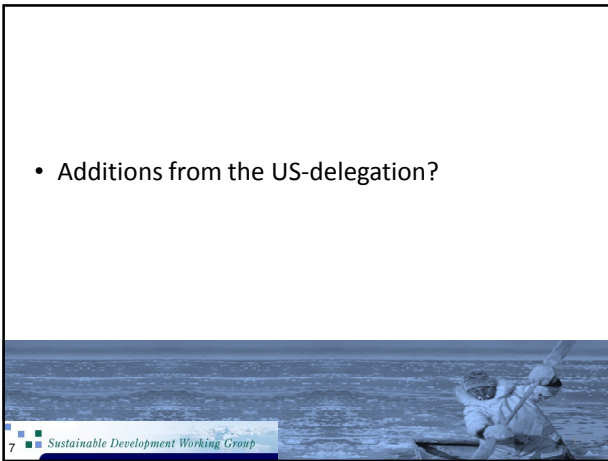 • Additions from the US-delegation?
7 Sustainable Development Working Group